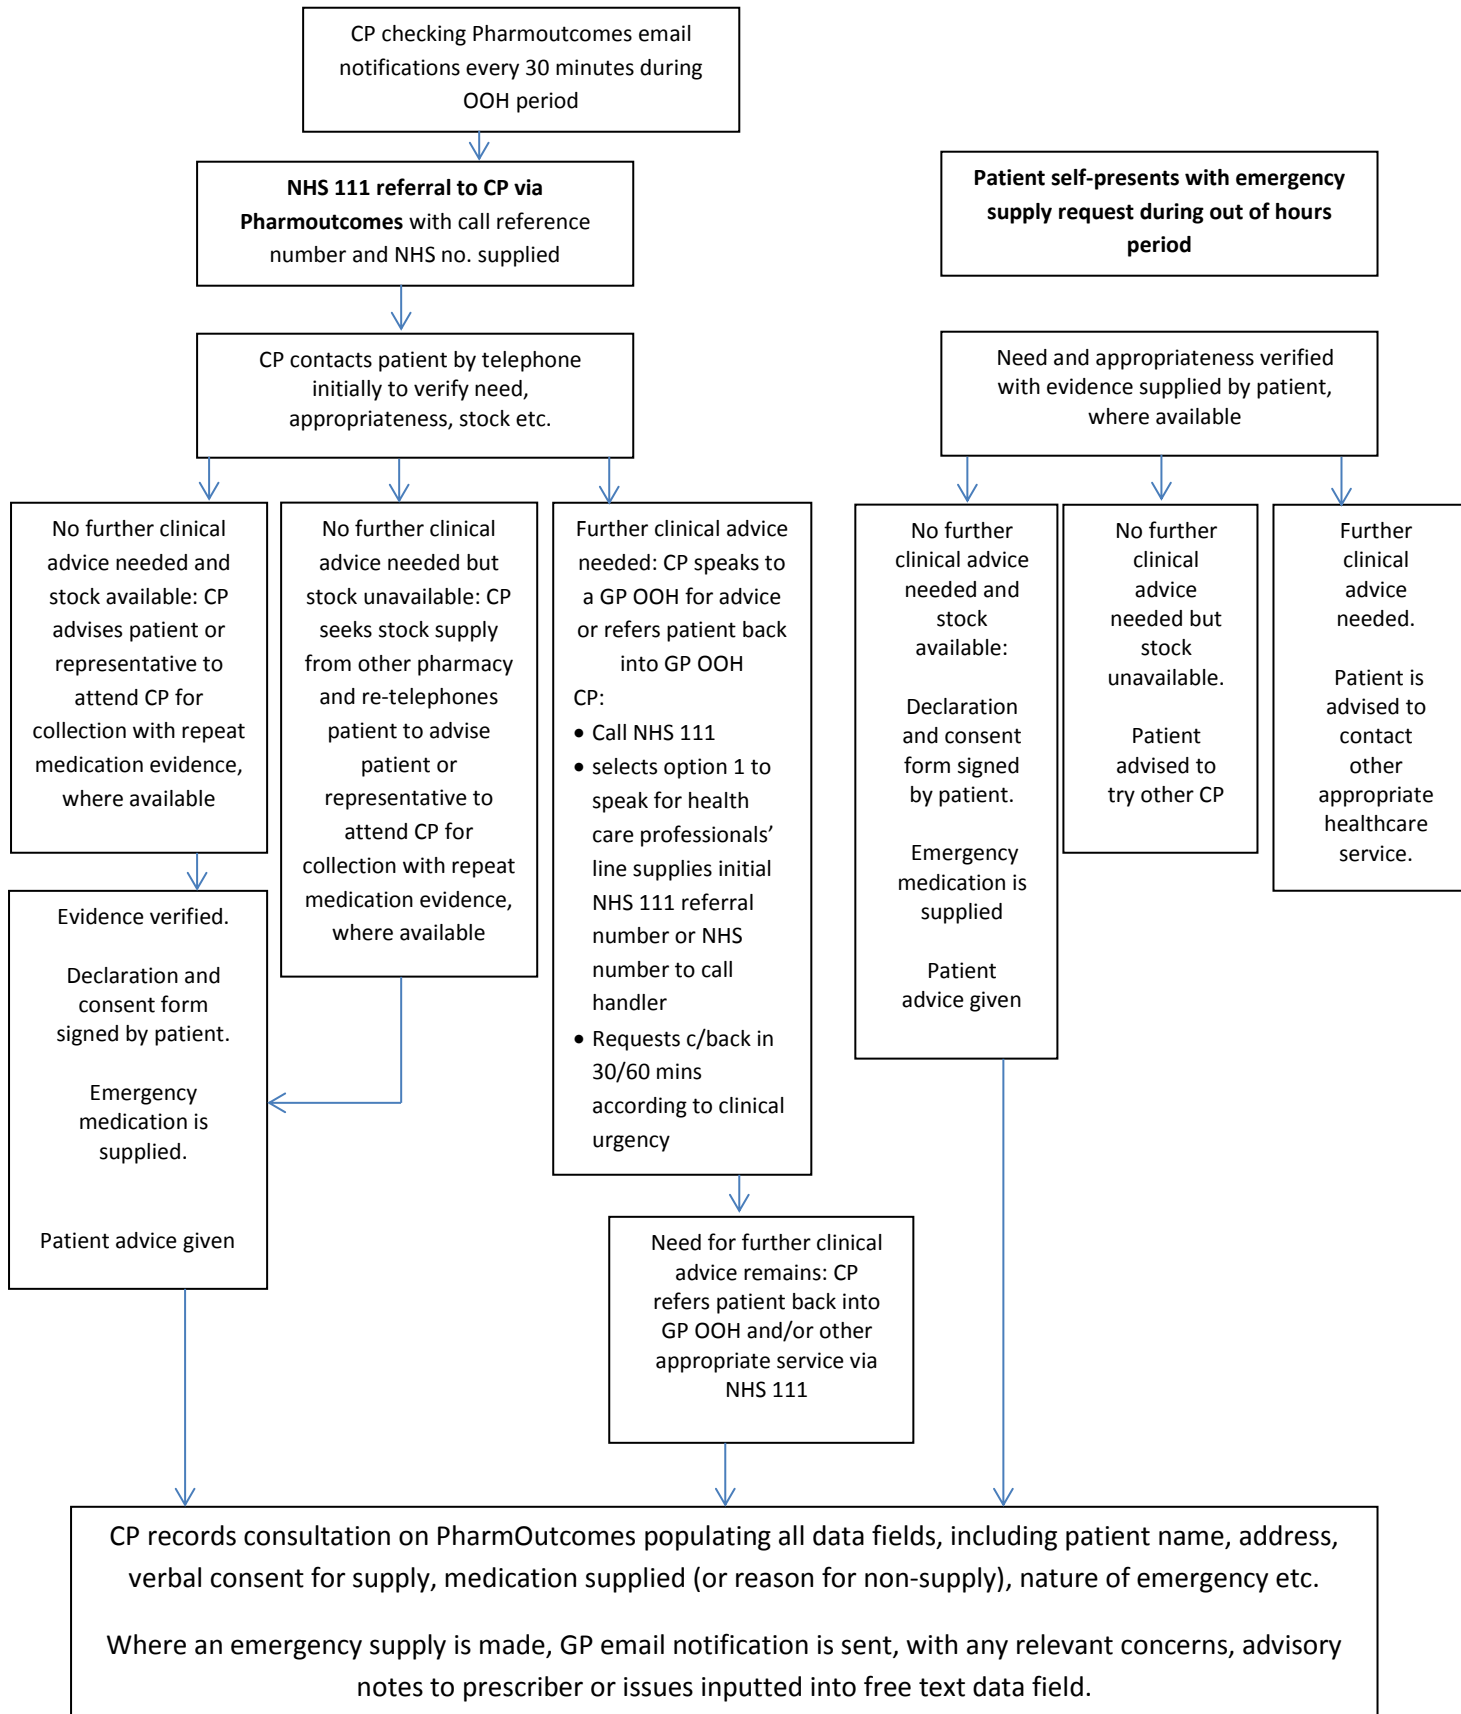 CP checking Pharmoutcomes email
notifications every 30 minutes during
OOH period
NHS 111 referral to CP via
Pharmoutcomes with call reference
number and NHS no. supplied
Patient self-presents with emergency
supply request during out of hours
period
CP contacts patient by telephone
initially to verify need,
appropriateness, stock etc.
Need and appropriateness verified
with evidence supplied by patient,
where available
No further clinical
advice needed and
stock available: CP
advises patient or
representative to
attend CP for
collection with repeat
medication evidence,
where available
No further clinical
advice needed but
stock unavailable: CP
seeks stock supply
from other pharmacy
and re-telephones
patient to advise
patient or
representative to
attend CP for
collection with repeat
medication evidence,
where available
Further clinical advice
needed: CP speaks to
a GP OOH for advice
or refers patient back
into GP OOH
CP:
• Call NHS 111
• selects option 1 to
speak for health
care professionals’
line supplies initial
NHS 111 referral
number or NHS
number to call
handler
• Requests c/back in
30/60 mins
according to clinical
urgency
No further
clinical advice
needed and
stock
available:
Declaration
and consent
form signed
by patient.
Emergency
medication is
supplied
Patient
advice given
No further
clinical
advice
needed but
stock
unavailable.
Patient
advised to
try other CP
Further
clinical
advice
needed.
Patient is
advised to
contact
other
appropriate
healthcare
service.
Evidence verified.
Declaration and
consent form
signed by patient.
Emergency
medication is
supplied.
Patient advice given
Need for further clinical
advice remains: CP
refers patient back into
GP OOH and/or other
appropriate service via
NHS 111
CP records consultation on PharmOutcomes populating all data fields, including patient name, address,
verbal consent for supply, medication supplied (or reason for non-supply), nature of emergency etc.
Where an emergency supply is made, GP email notification is sent, with any relevant concerns, advisory
notes to prescriber or issues inputted into free text data field.